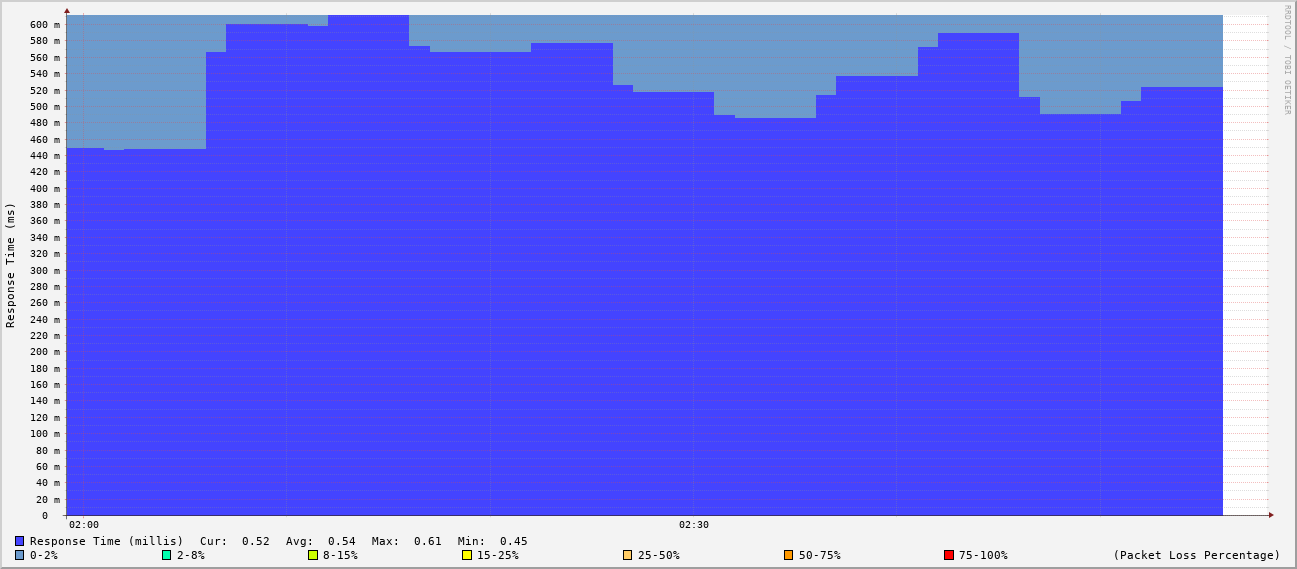 RRDTOOL / TOBI OETIKER
Response Time (ms)
600 m
580 m
560 m
540 m
520 m
500 m
480 m
460 m
440 m
420 m
400 m
380 m
360 m
340 m
320 m
300 m
280 m
260 m
240 m
220 m
200 m
180 m
160 m
140 m
120 m
100 m
80 m
60 m
40 m
20 m
0
02:00 02:30
Response Time (millis) Cur: 0.52 Avg: 0.54 Max: 0.61 Min: 0.45
0-2% 2-8% 8-15% 15-25% 25-50% 50-75% 75-100% (Packet Loss Percentage)